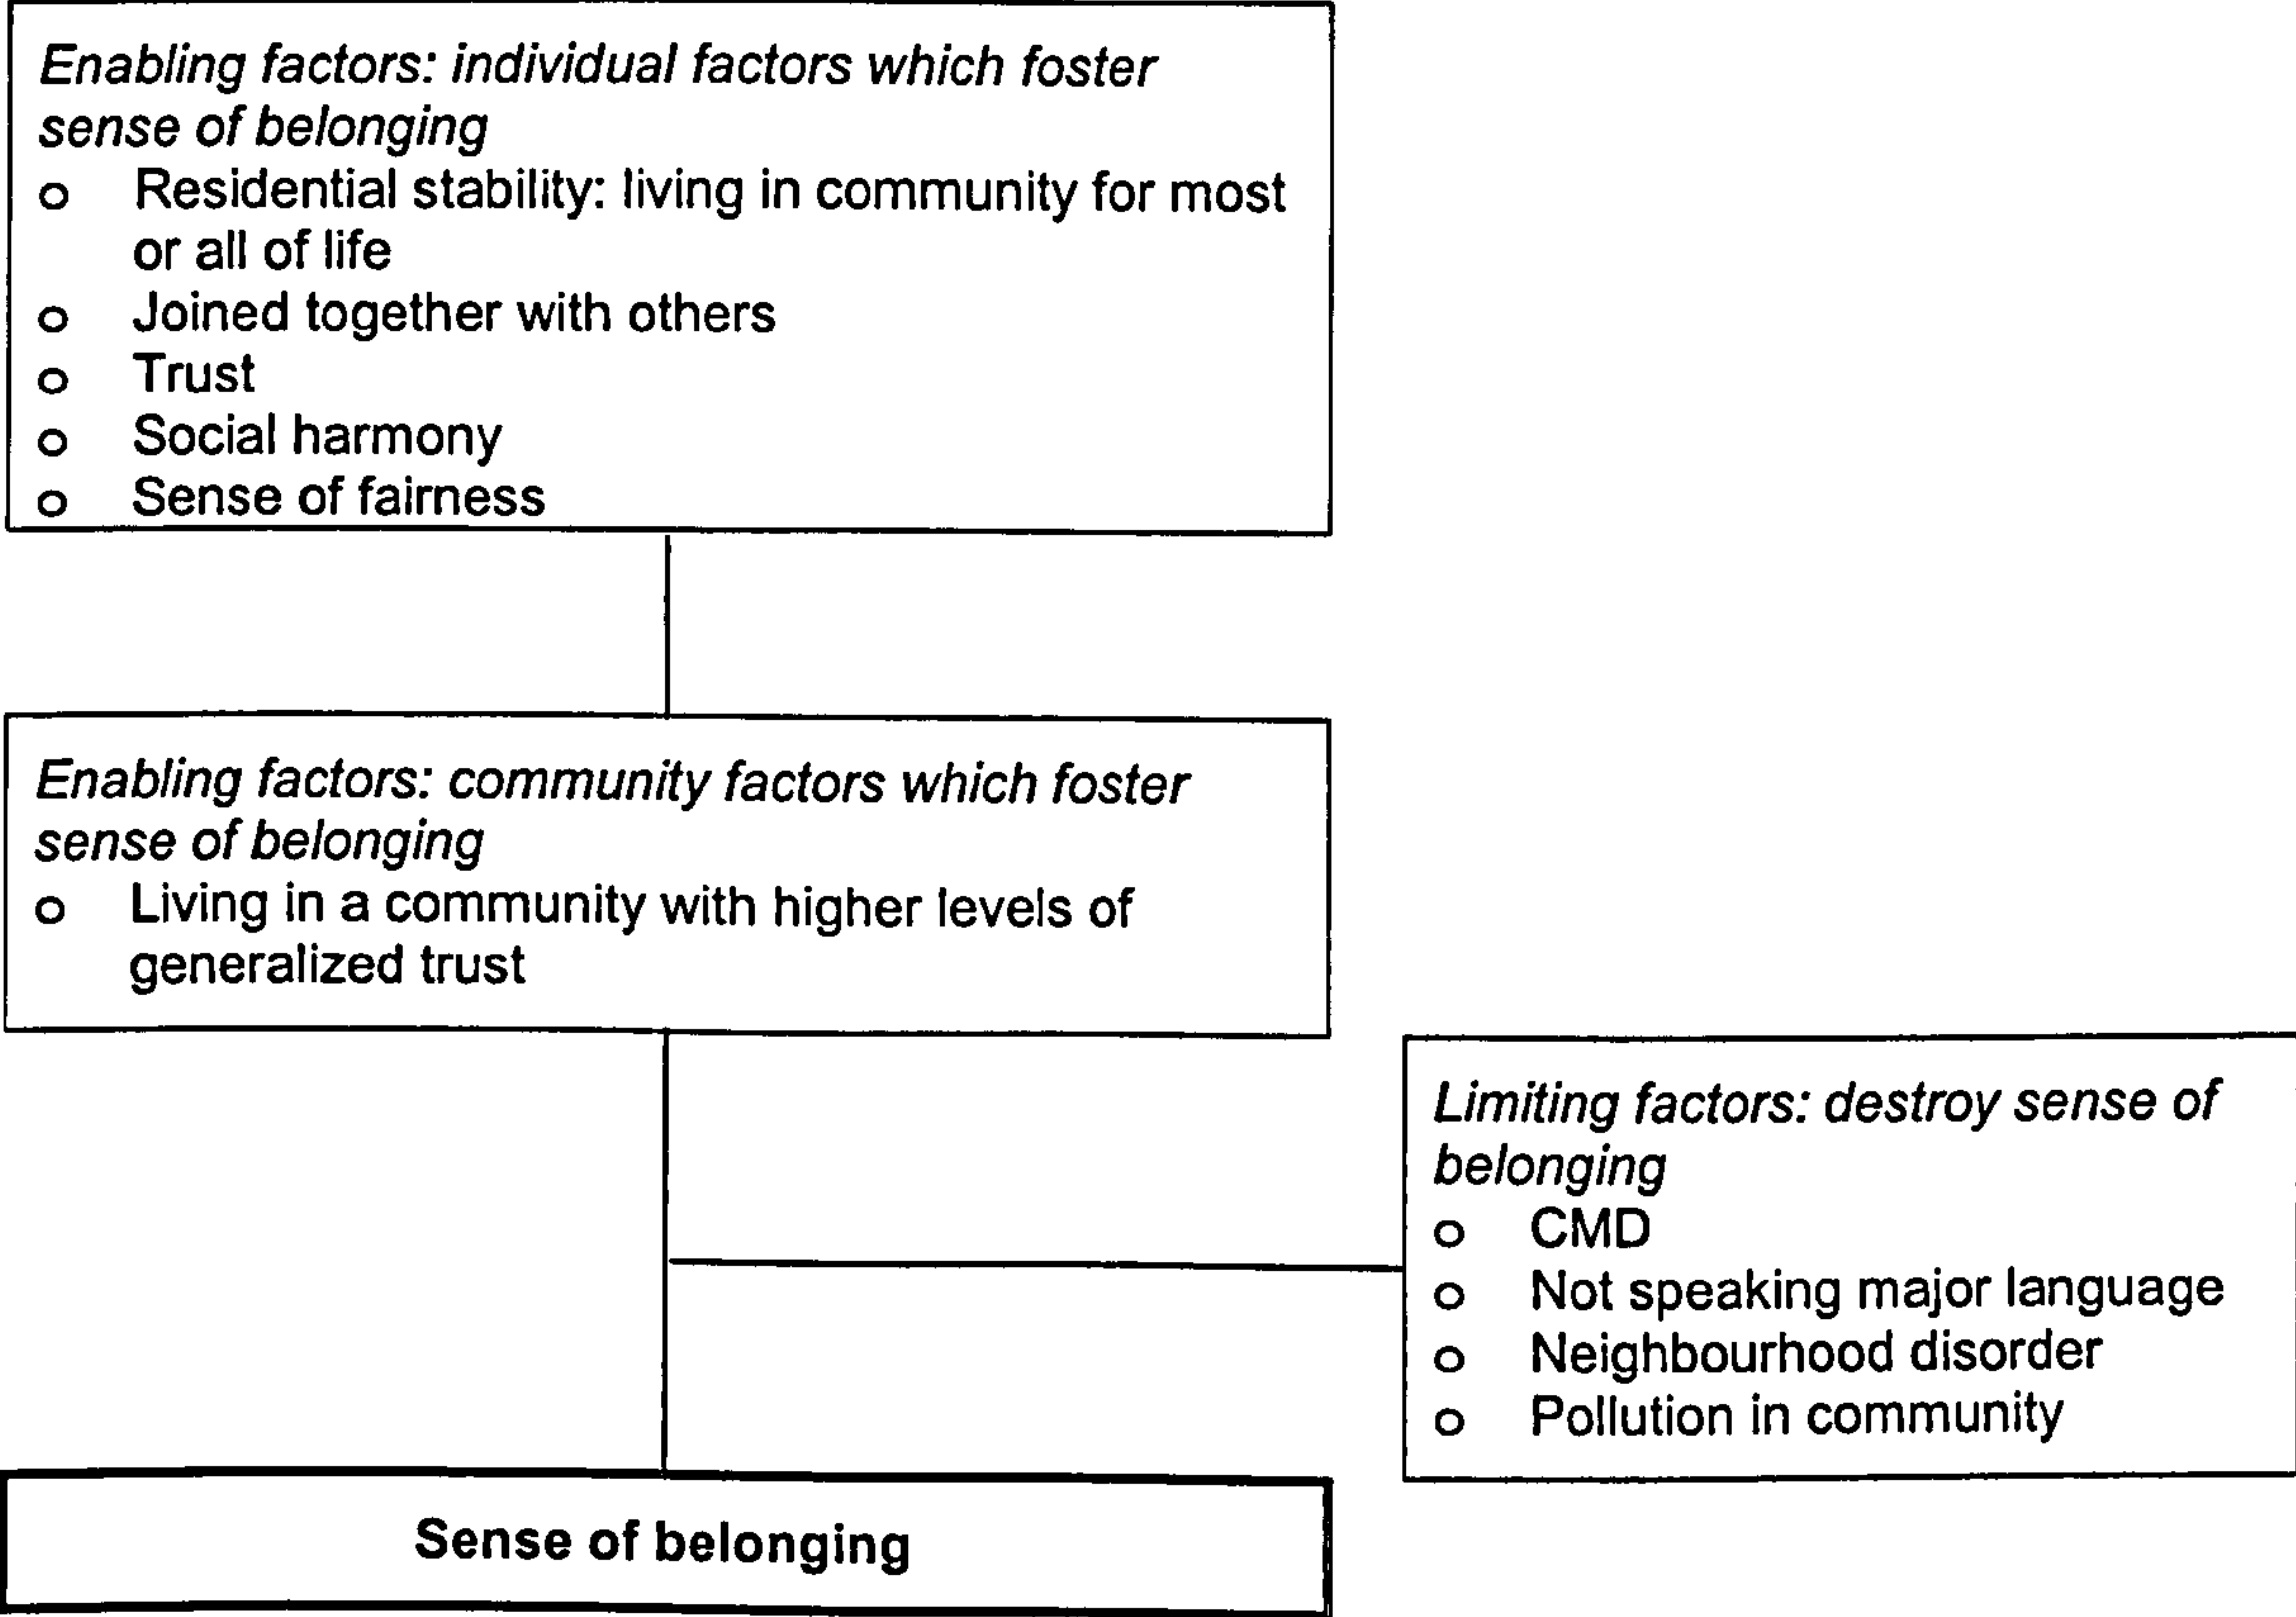 Enabling factors: individual factors which foster
sense of belonging
o Residential stability: living in community for most
or all of life
o Joined together with others
o Trust
o Social harmony
o Sense of fairness
Enabling factors: community factors which foster
sense of belonging
o Living in a community with higher levels of
generalized trust
Limiting factors: destroy sense of
belonging
o CMD
o Not speaking major language
o Neighbourhood disorder
o Pollution in community
Sense of belonging